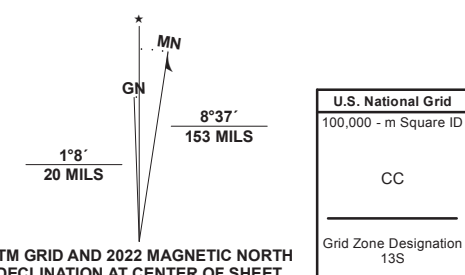 ★
MN
GN
8°37´
153 MILS
1°8´
20 MILS
TM GRID AND 2022 MAGNETIC NORTH
DECLINATION AT CENTER OF SHEET
U.S. National Grid
100,000 - m Square ID
CC
Grid Zone Designation
13S